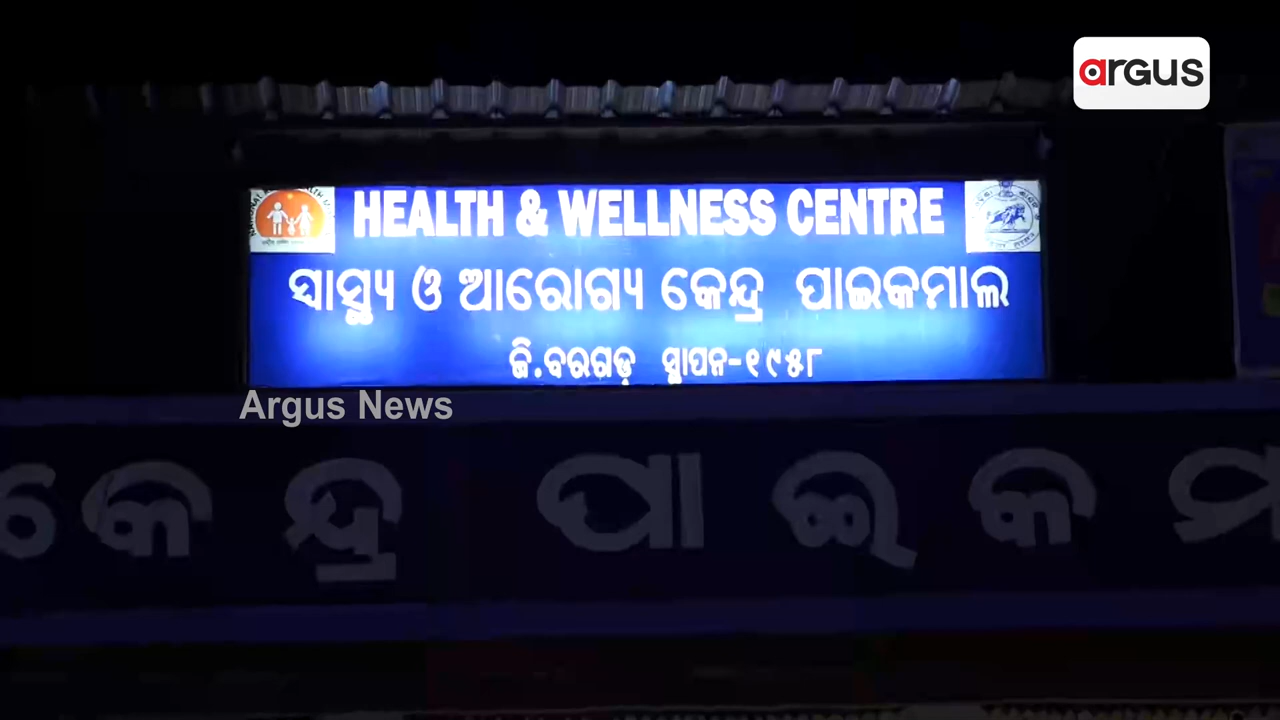 argus
HEALTH & WELLNESS CENTRE
ସ୍ୱାସ୍ଥ୍ୟ ଓ ଆରୋଗ୍ୟ କେନ୍ଦ୍ର ପାଇକମାଲ
ଜି.ବରଗଡ଼ ସ୍ଥାପନ-୧୯୫୮
Argus News
କେନ୍ଦ୍ର ପାଇକମ